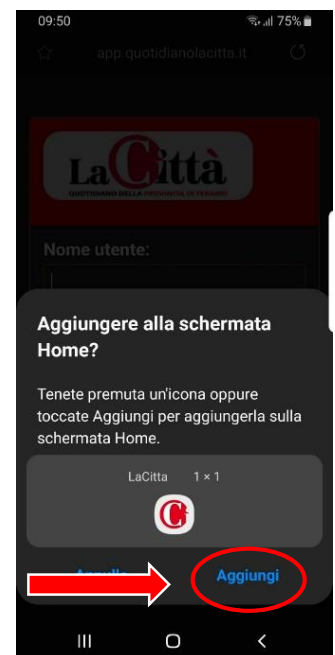 09:50 75%
app.quotidianolacitta.it
LaCittà
QUOTIDIANO DELLA PROVINCIA DI TERAMO
Nome utente:
Aggiungere alla schermata
Home?
Tenete premuta un'icona oppure
toccate Aggiungi per aggiungerla sulla
schermata Home.
LaCitta 1 × 1
Aggiungi